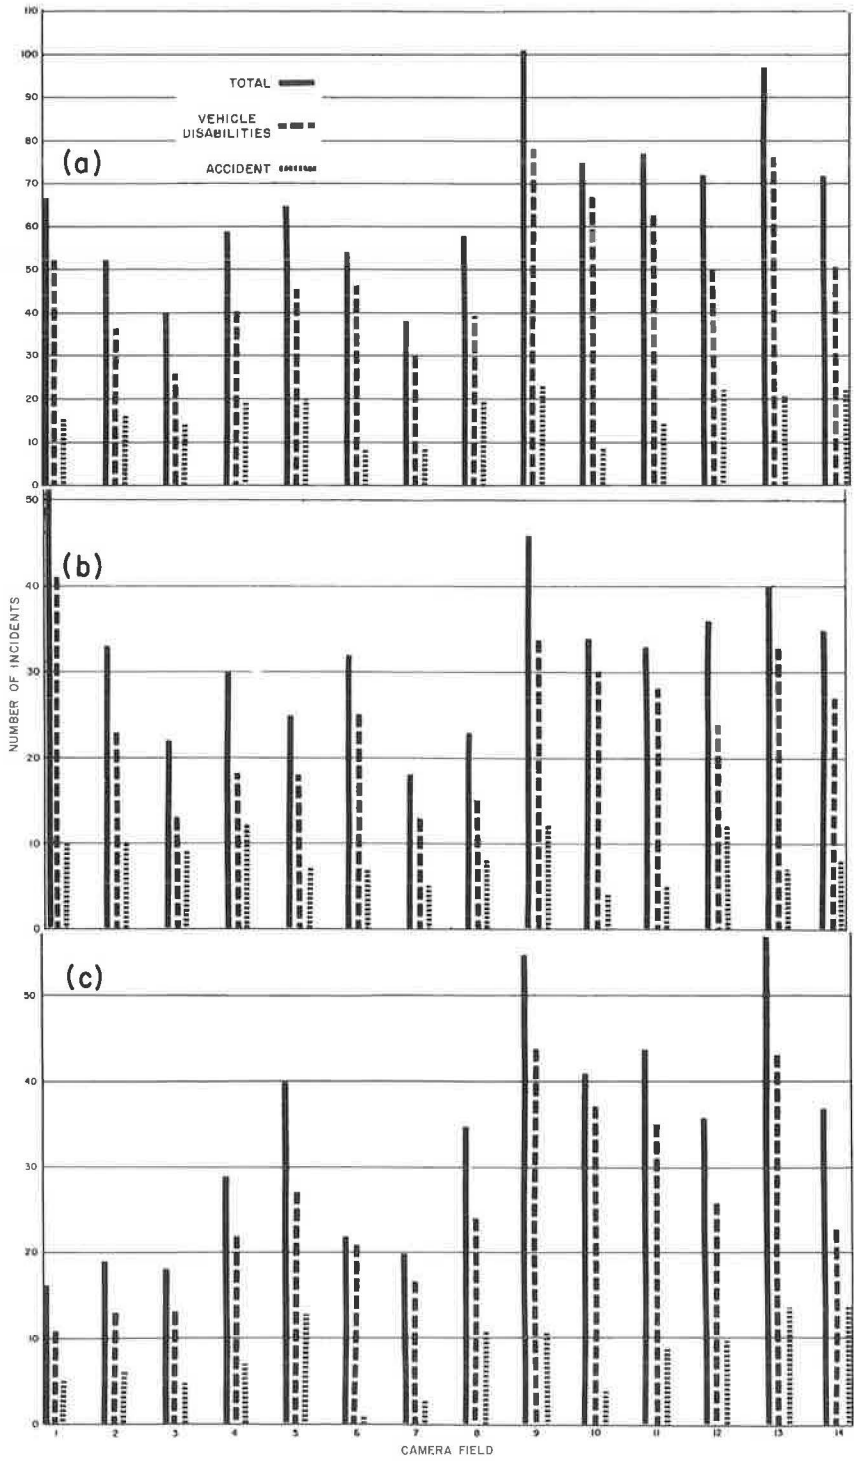 110
100
90
80
70
60
50
40
30
20
10
0
TOTAL
VEHICLE
DISABILITIES
ACCIDENT
(a)
50
40
30
20
10
0
(b)
NUMBER OF INCIDENTS
50
40
30
20
10
0
(c)
1 2 3 4 5 6 7 8 9 10 11 12 13 14
CAMERA FIELD